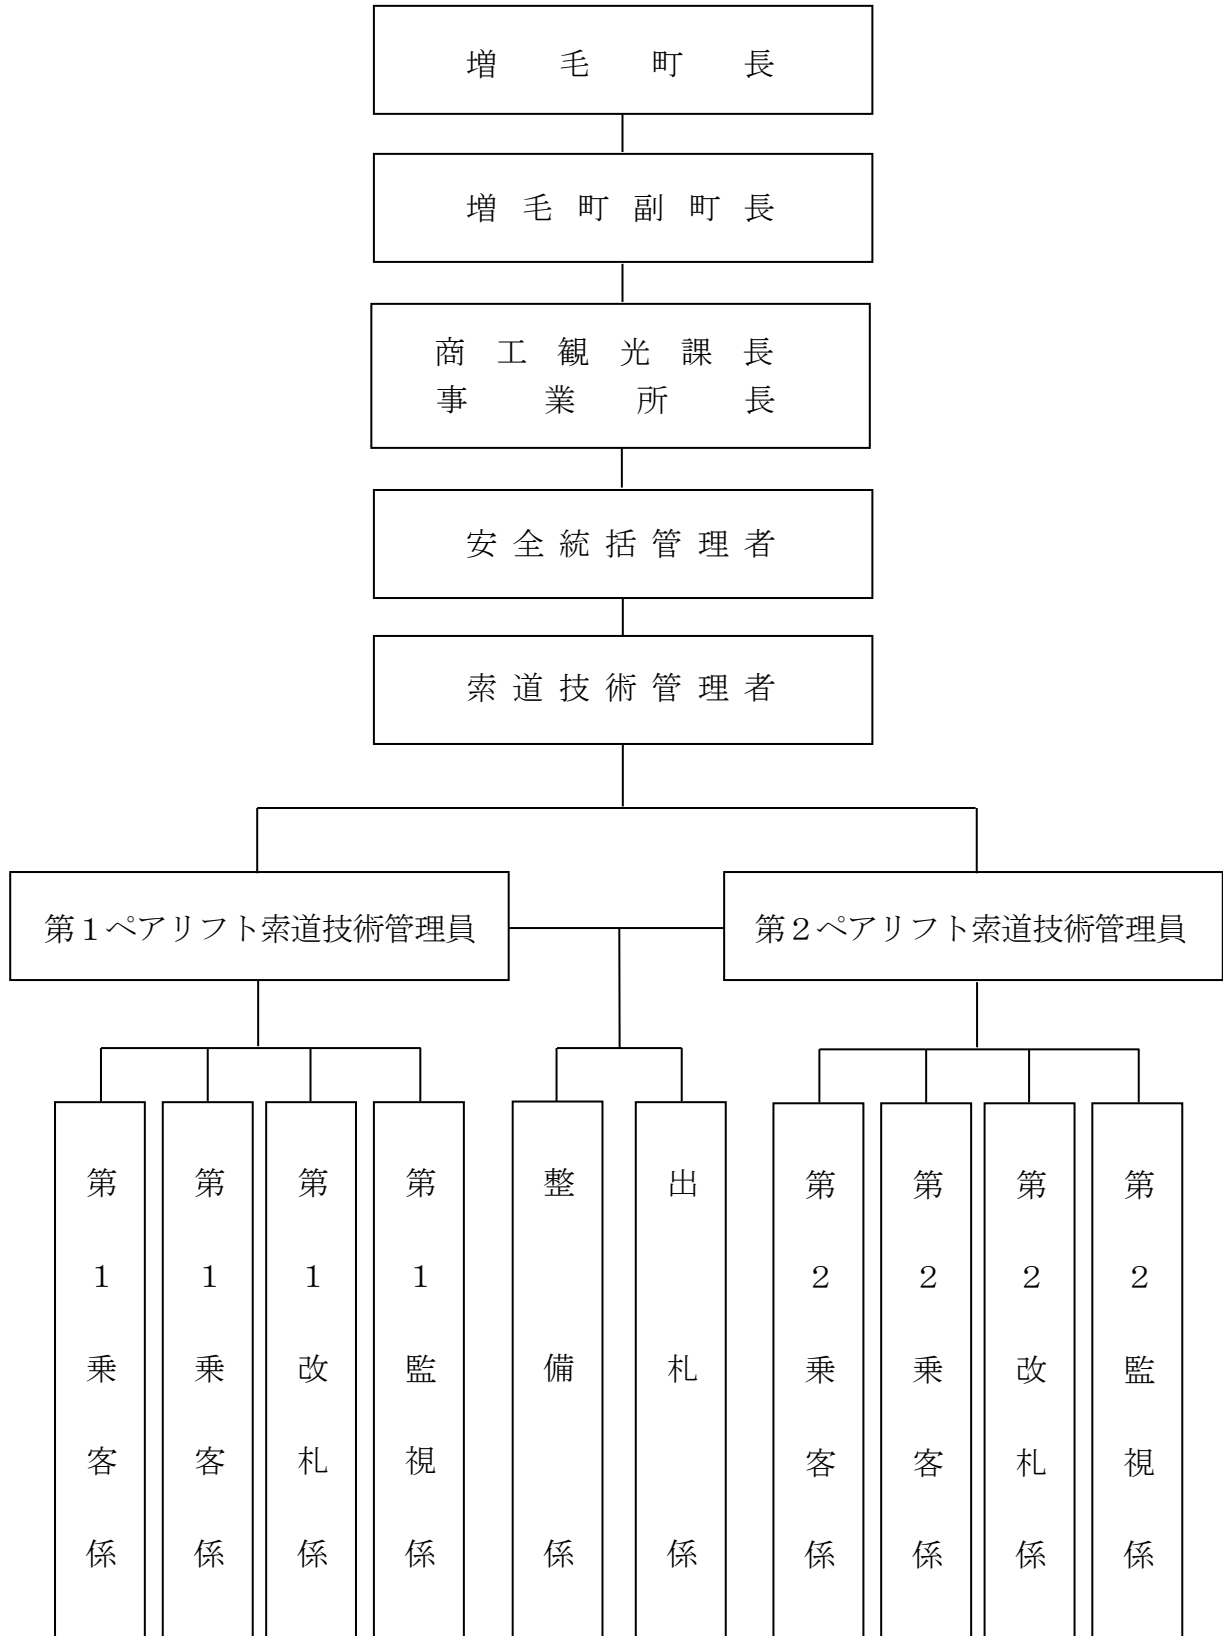 増毛町長
増毛町副町長
商工観光課長
事業所長
安全統括管理者
索道技術管理者
第１ペアリフト索道技術管理員
第２ペアリフト索道技術管理員
第１乗客係
第１乗客係
第１改札係
第１監視係
整備係
出札係
第２乗客係
第２乗客係
第２改札係
第２監視係